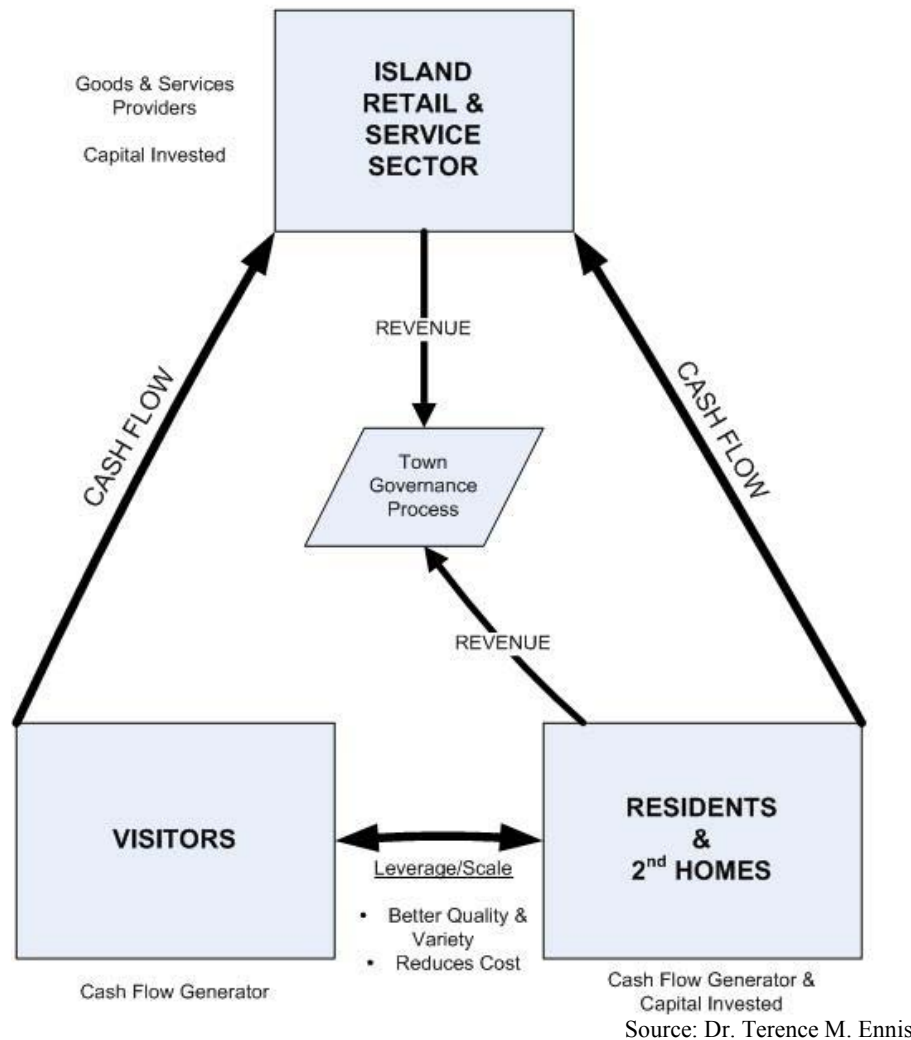 Goods & Services
Providers
Capital Invested
ISLAND
RETAIL &
SERVICE
SECTOR
REVENUE
CASH FLOW
CASH FLOW
Town
Governance
Process
REVENUE
VISITORS
Leverage/Scale
• Better Quality &
Variety
• Reduces Cost
RESIDENTS
&
2nd HOMES
Cash Flow Generator
Cash Flow Generator &
Capital Invested
Source: Dr. Terence M. Ennis